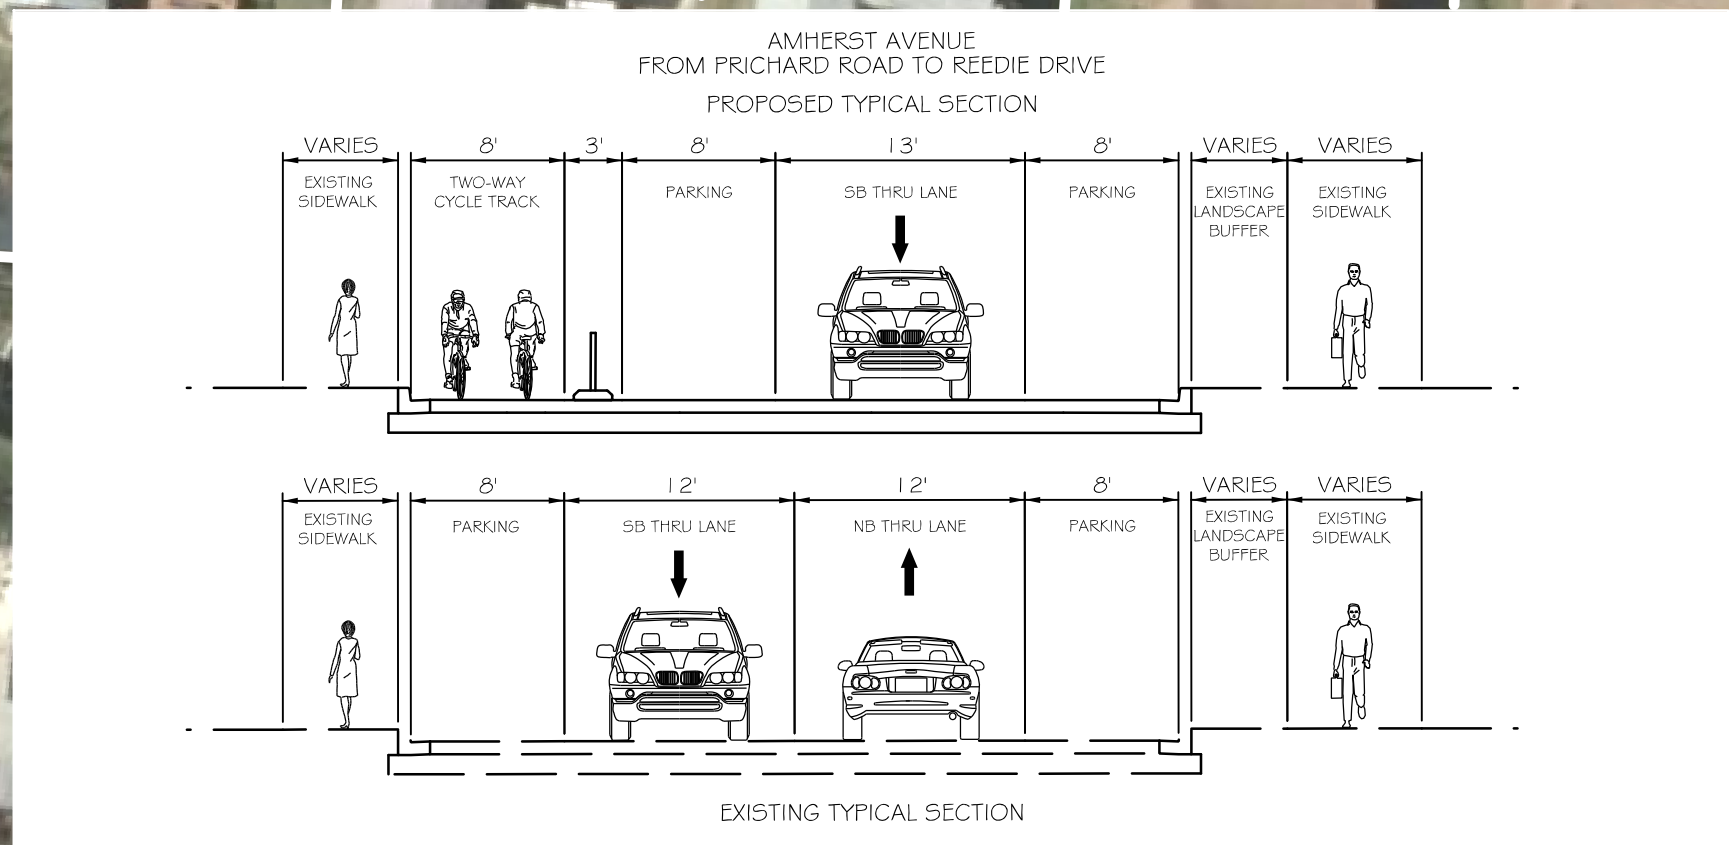 AMHERST AVENUE
FROM PRICHARD ROAD TO REEDIE DRIVE
PROPOSED TYPICAL SECTION
VARIES 8' 3' 8' 13' 8' VARIES VARIES
EXISTING
SIDEWALK
TWO-WAY
CYCLE TRACK
PARKING
SB THRU LANE
PARKING
EXISTING
LANDSCAPE
BUFFER
EXISTING
SIDEWALK
VARIES 8' 12' 12' 8' VARIES VARIES
EXISTING
SIDEWALK
PARKING
SB THRU LANE
NB THRU LANE
PARKING
EXISTING
LANDSCAPE
BUFFER
EXISTING
SIDEWALK
EXISTING TYPICAL SECTION